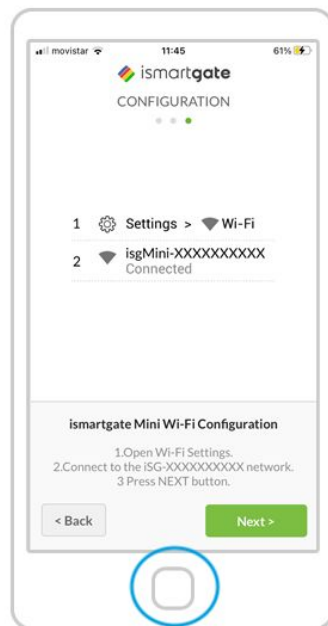 movistar 11:45 61%
ismartgate
CONFIGURATION
1 Settings > Wi-Fi
2 isgMini-XXXXXXXXXX
Connected
ismartgate Mini Wi-Fi Configuration
1.Open Wi-Fi Settings.
2.Connect to the iSG-XXXXXXXXXX network.
3 Press NEXT button.
< Back Next >